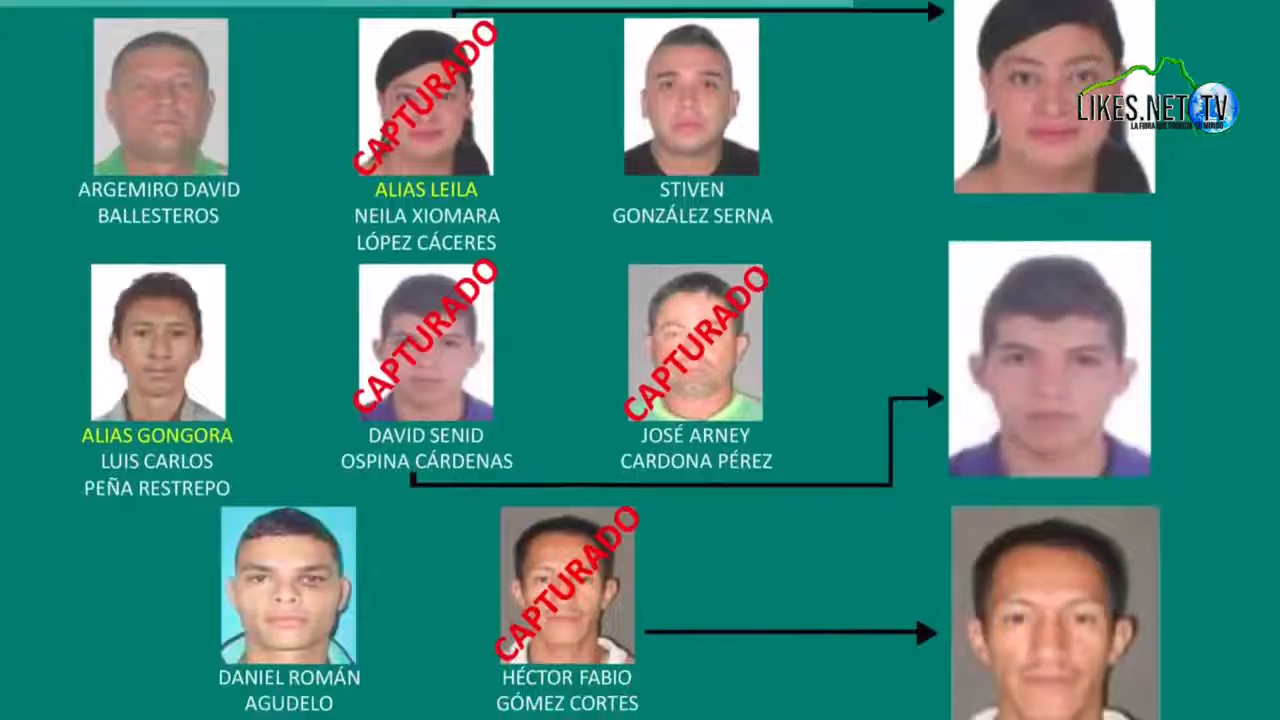 CAPTURADO
LIKES.NET TV
ARGEMIRO DAVID
BALLESTEROS
ALIAS LEILA
NEILA XIOMARA
LÓPEZ CÁCERES
STIVEN
GONZÁLEZ SERNA
CAPTURADO
CAPTURADO
ALIAS GONGORA
LUIS CARLOS
PEÑA RESTREPO
DAVID SENID
OSPINA CÁRDENAS
JOSÉ ARNEY
CARDONA PÉREZ
CAPTURADO
DANIEL ROMÁN
AGUDELO
HÉCTOR FABIO
GÓMEZ CORTES